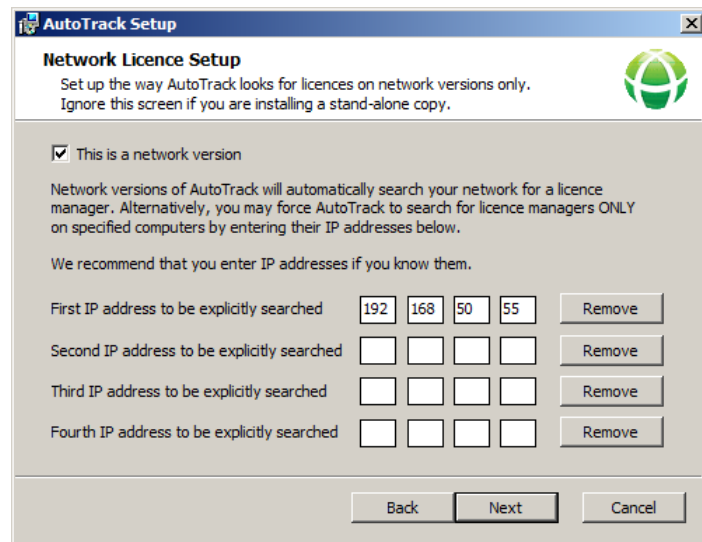 AutoTrack Setup
Network Licence Setup
Set up the way AutoTrack looks for licences on network versions only.
Ignore this screen if you are installing a stand-alone copy.
This is a network version
Network versions of AutoTrack will automatically search your network for a licence
manager. Alternatively, you may force AutoTrack to search for licence managers ONLY
on specified computers by entering their IP addresses below.
We recommend that you enter IP addresses if you know them.
First IP address to be explicitly searched 192 168 50 55 Remove
Second IP address to be explicitly searched Remove
Third IP address to be explicitly searched Remove
Fourth IP address to be explicitly searched Remove
Back Next Cancel